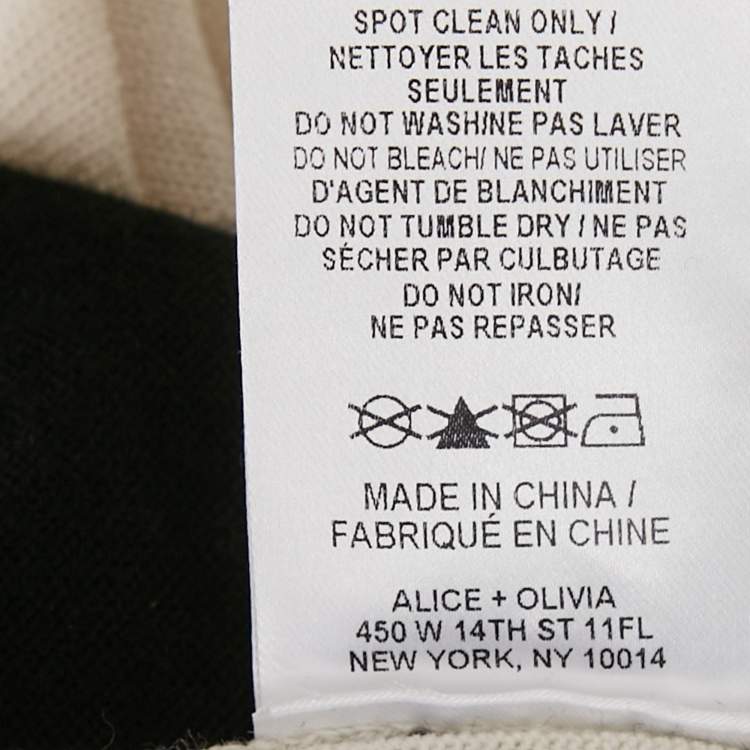 SPOT CLEAN ONLY /
NETTOYER LES TACHES
SEULEMENT
DO NOT WASH/NE PAS LAVER
DO NOT BLEACH/ NE PAS UTILISER
D'AGENT DE BLANCHIMENT
DO NOT TUMBLE DRY / NE PAS
SÉCHER PAR CULBUTAGE
DO NOT IRON/
NE PAS REPASSER
MADE IN CHINA /
FABRIQUÉ EN CHINE
ALICE + OLIVIA
450 W 14TH ST 11FL
NEW YORK, NY 10014